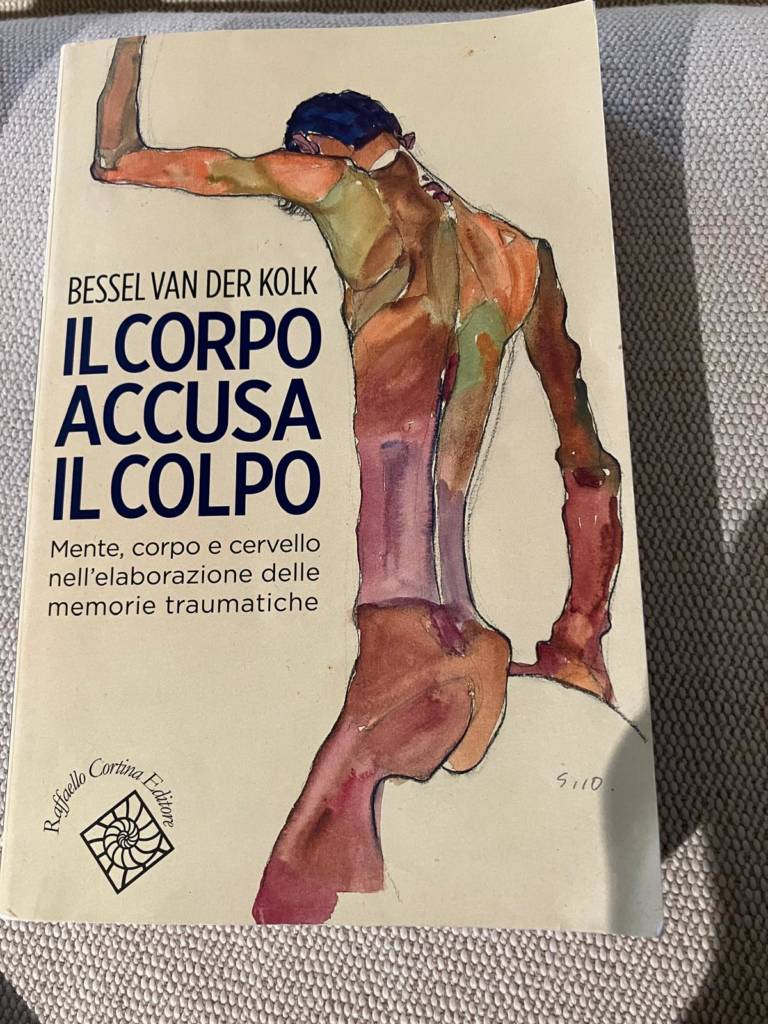 BESSEL VAN DER KOLK
IL CORPO
ACCUSA
IL COLPO
Mente, corpo e cervello
nell'elaborazione delle
memorie traumatiche
Raffaello Cortina Editore
S.110.